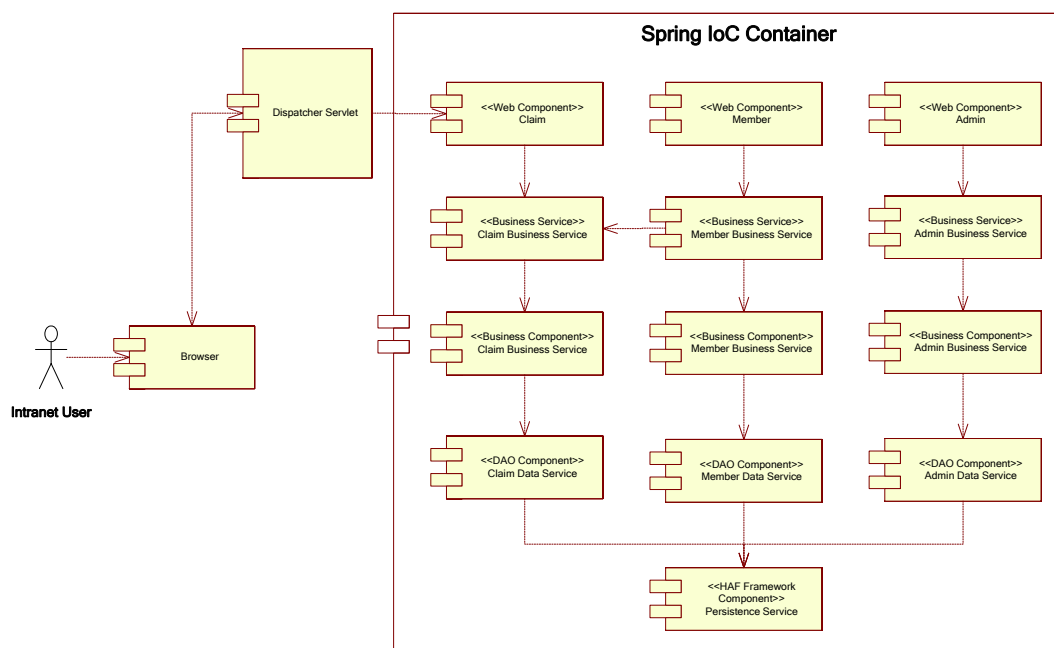 Spring IoC Container
Dispatcher Servlet
<<Web Component>>
Claim
<<Web Component>>
Member
<<Web Component>>
Admin
<<Business Service>>
Claim Business Service
<<Business Service>>
Member Business Service
<<Business Service>>
Admin Business Service
<<Business Component>>
Claim Business Service
<<Business Component>>
Member Business Service
<<Business Component>>
Admin Business Service
Browser
Intranet User
<<DAO Component>>
Claim Data Service
<<DAO Component>>
Member Data Service
<<DAO Component>>
Admin Data Service
<<HAF Framework
Component>>
Persistence Service